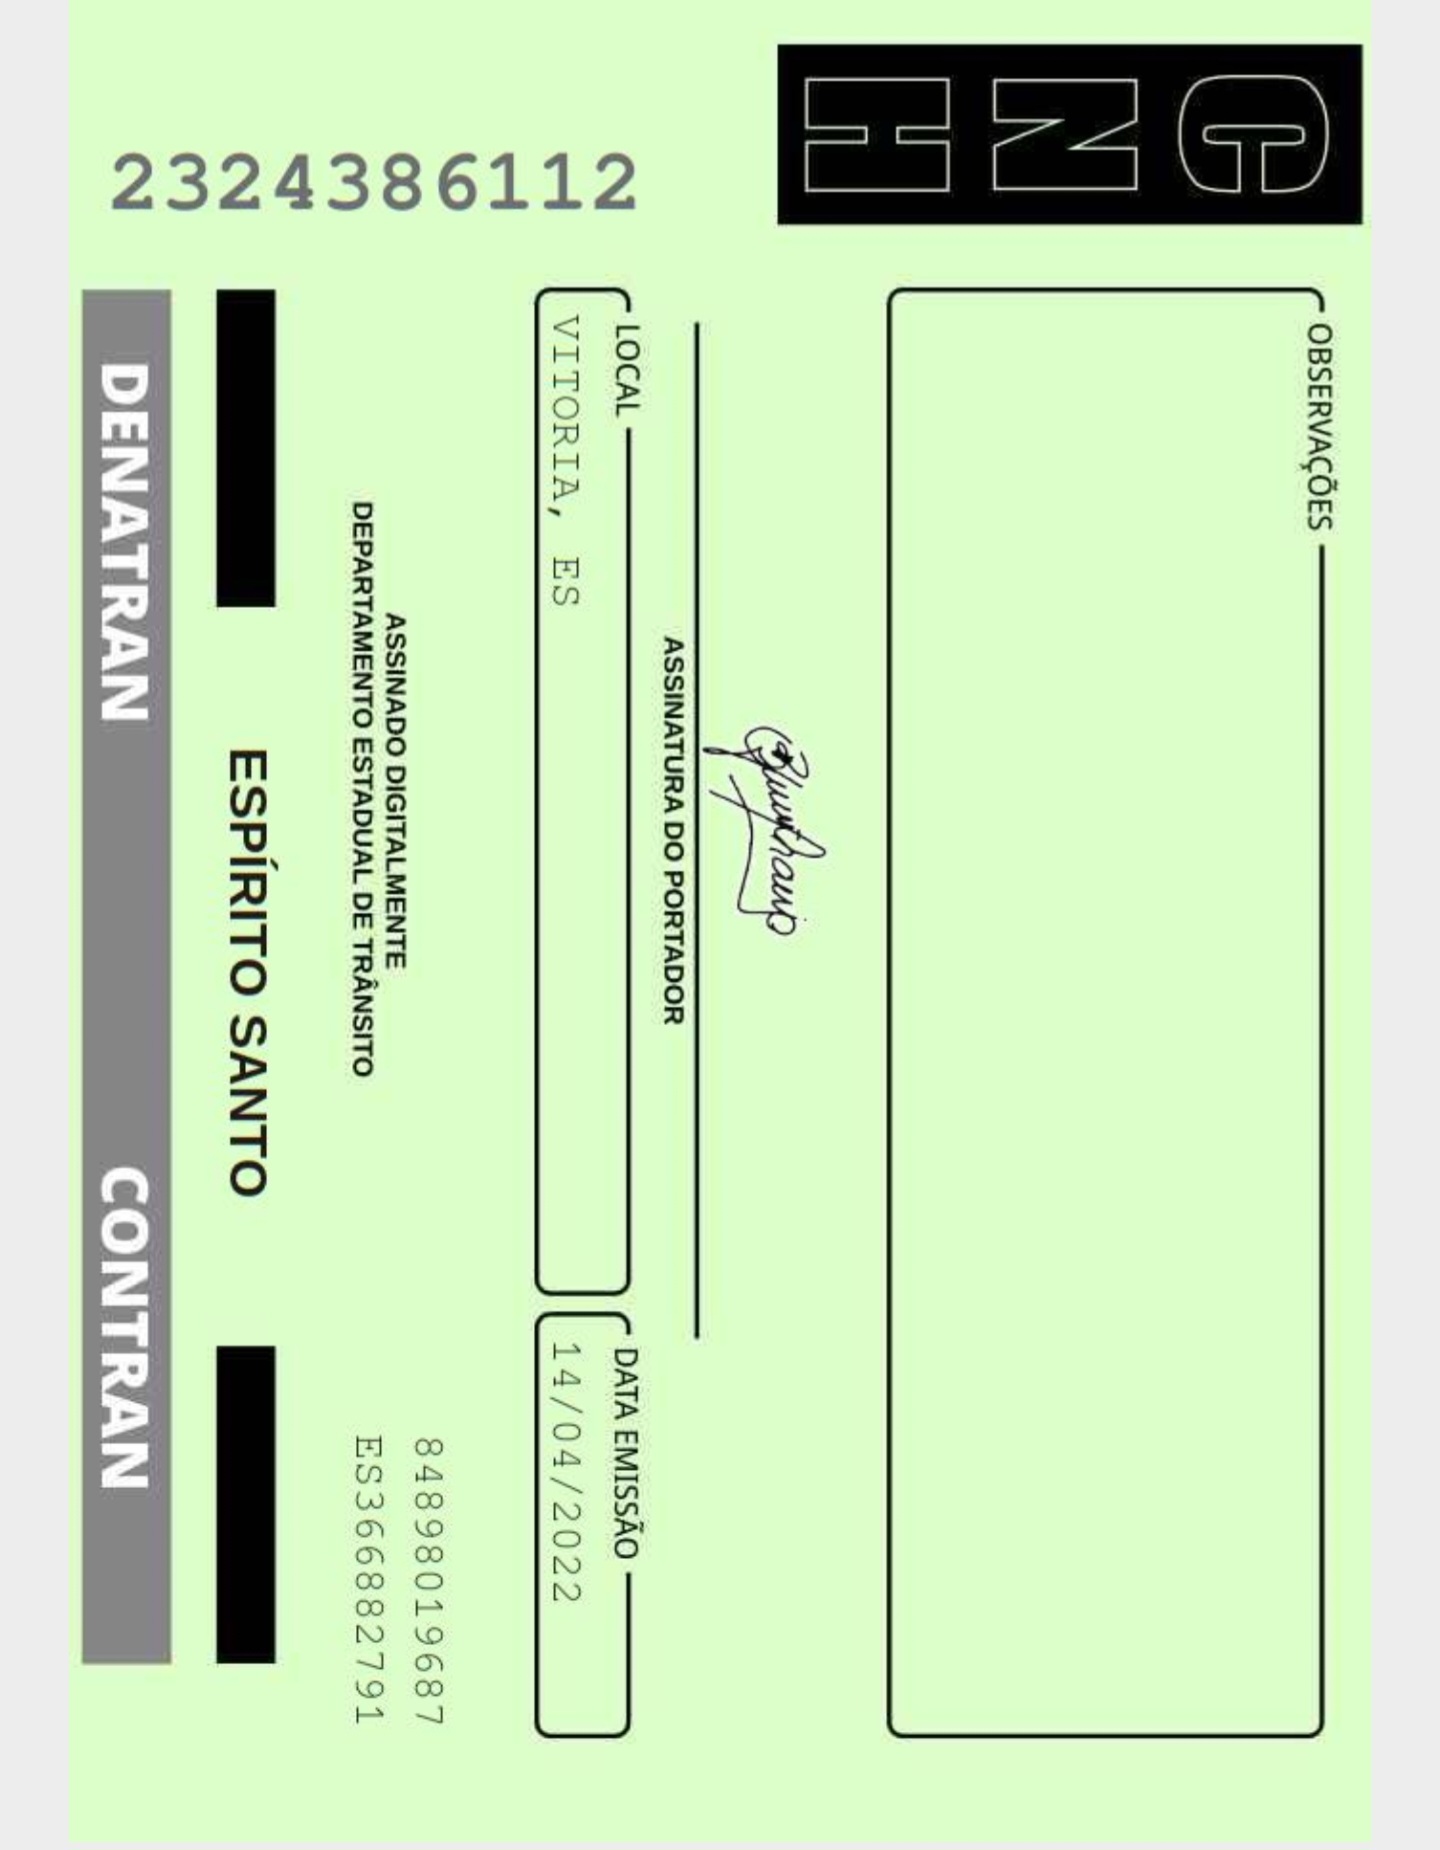 CNH
2324386112
OBSERVAÇÕES
ASSINATURA DO PORTADOR
LOCAL
VITORIA, ES
DATA EMISSÃO
14/04/2022
84898019687
ES366882791
ASSINADO DIGITALMENTE
DEPARTAMENTO ESTADUAL DE TRÂNSITO
ESPÍRITO SANTO
DENATRAN CONTRAN